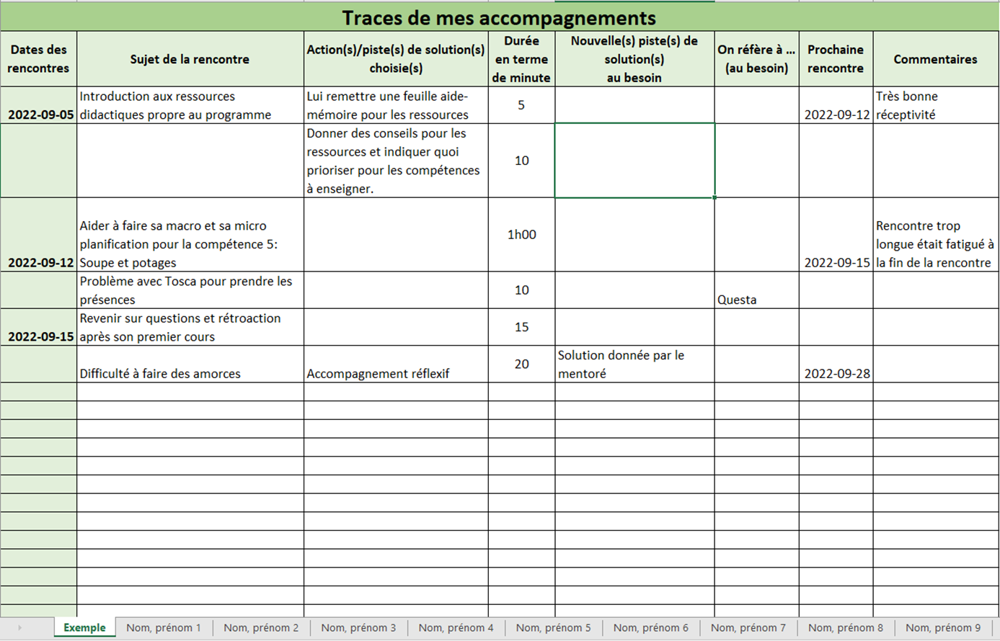 Traces de mes accompagnements
Dates des
rencontres
Sujet de la rencontre
Action(s)/piste(s) de solution(s)
choisie(s)
Durée
en terme
de minute
Nouvelle(s) piste(s) de
solution(s)
au besoin
On réfère à ...
(au besoin)
Prochaine
rencontre
Commentaires
2022-09-05
Introduction aux ressources
didactiques propre au programme
Lui remettre une feuille aide-
mémoire pour les ressources
5
2022-09-12
Très bonne
réceptivité
Donner des conseils pour les
ressources et indiquer quoi
prioriser pour les compétences
à enseigner.
10
2022-09-12
Aider à faire sa macro et sa micro
planification pour la compétence 5:
Soupe et potages
1h00
2022-09-15
Rencontre trop
longue était fatigué à
la fin de la rencontre
Problème avec Tosca pour prendre les
présences
10
Questa
2022-09-15
Revenir sur questions et rétroaction
après son premier cours
15
Difficulté à faire des amorces
Accompagnement réflexif
20
Solution donnée par le
mentoré
2022-09-28
Exemple
Nom, prénom 1
Nom, prénom 2
Nom, prénom 3
Nom, prénom 4
Nom, prénom 5
Nom, prénom 6
Nom, prénom 7
Nom, prénom 8
Nom, prénom 9